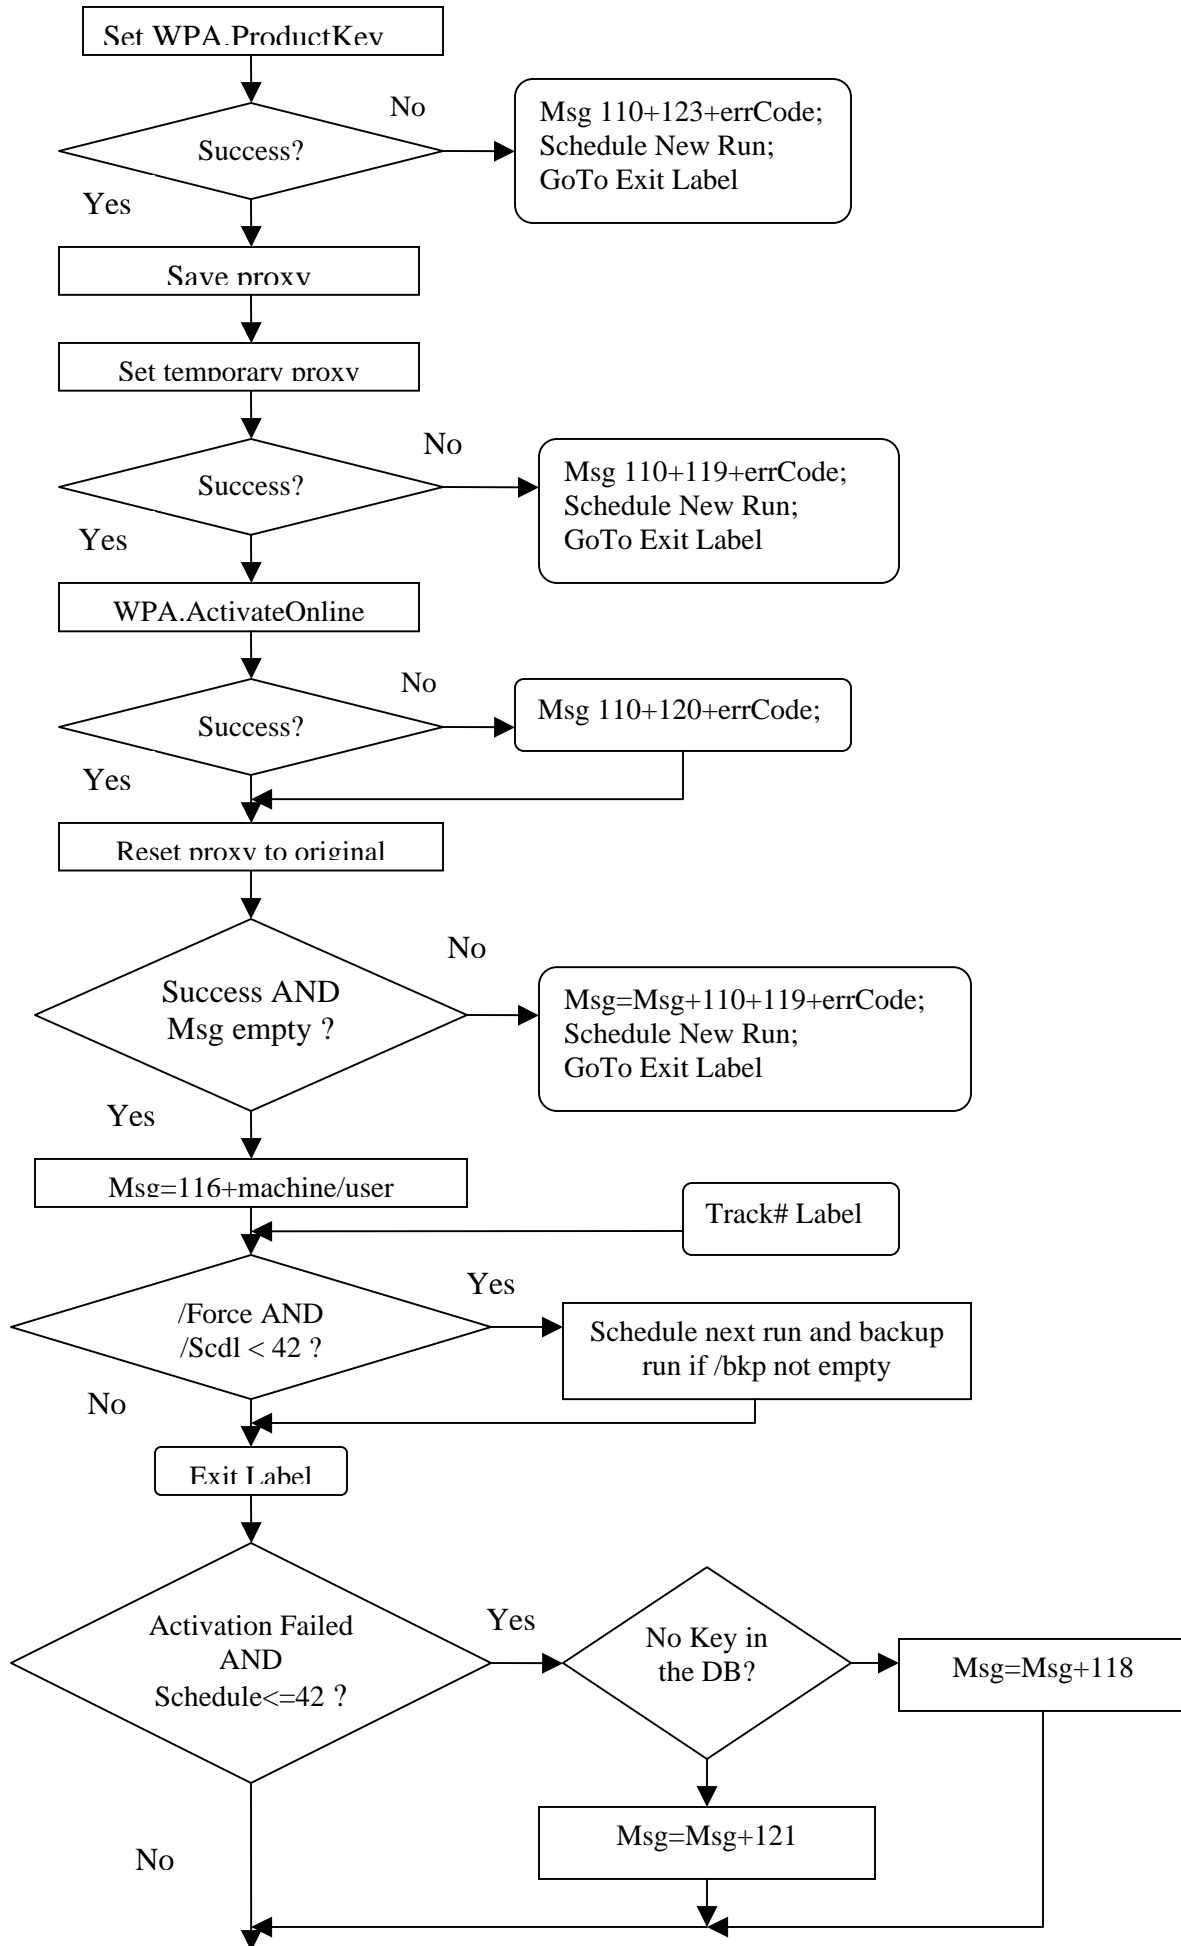 Set WPA.ProductKey
No
Msg 110+123+errCode;
Schedule New Run;
GoTo Exit Label
Success?
Yes
Save proxy
Set temporary proxy
No
Msg 110+119+errCode;
Schedule New Run;
GoTo Exit Label
Success?
Yes
WPA.ActivateOnline
No
Msg 110+120+errCode;
Success?
Yes
Reset proxy to original
No
Success AND
Msg empty ?
Msg=Msg+110+119+errCode;
Schedule New Run;
GoTo Exit Label
Yes
Msg=116+machine/user
Track# Label
Yes
/Force AND
/Scdl < 42 ?
Schedule next run and backup
run if /bkp not empty
No
Exit Label
Activation Failed
AND
Schedule<=42 ?
Yes
No Key in
the DB?
Msg=Msg+118
Msg=Msg+121
No